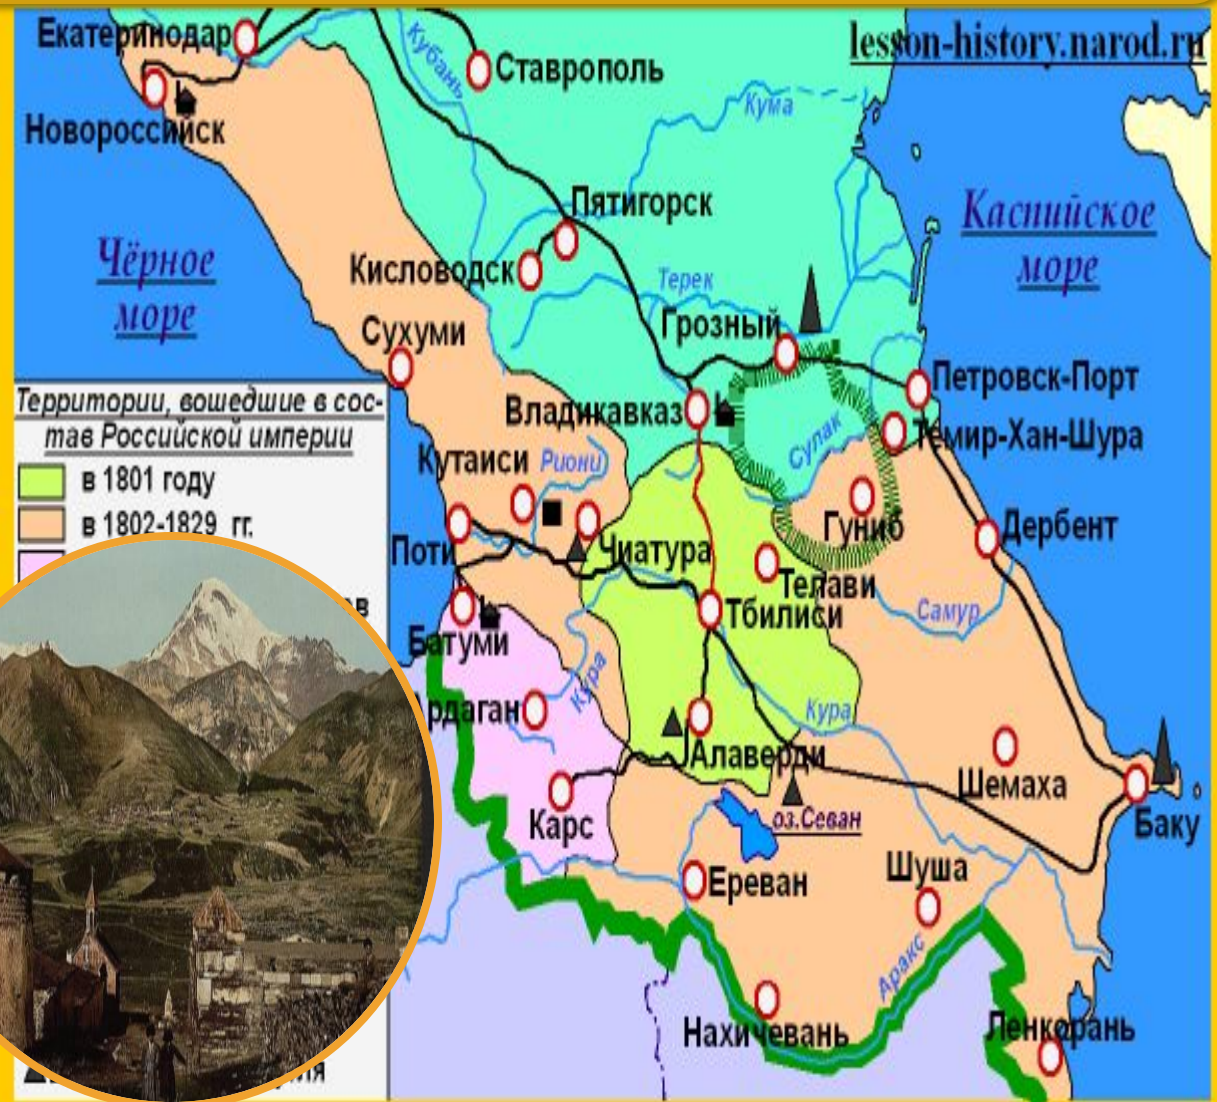 Екатеринодар
lesson-history.narod.ru
Кубань
Ставрополь
Кума
Новороссийск
Пятигорск
Каспийское
море
Чёрное
море
Кисловодск
Терек
Грозный
Сухуми
Петровск-Порт
Территории, вошедшие в сос-
тав Российской империи
в 1801 году
в 1802-1829 гг.
Владикавказ
Темир-Хан-Шура
Сулак
Кутаиси
Риони
Гуниб
Дербент
Поти
Чиатура
Телави
Тбилиси
Самур
Батуми
Кура
рдаган
Кура
Алаверди
Шемаха
Карс
оз.Севан
Баку
Ереван
Шуша
Аракс
Нахичевань
Ленкорань